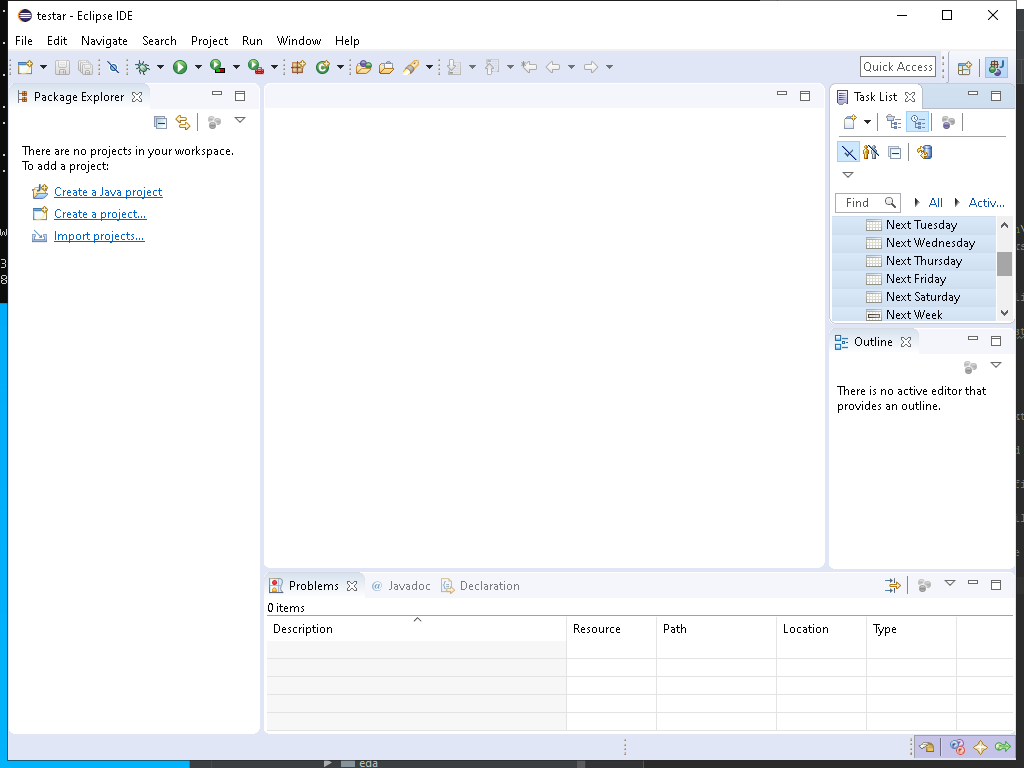 testar - Eclipse IDE
File Edit Navigate Search Project Run Window Help
Quick Access
Package Explorer
There are no projects in your workspace.
To add a project:
Create a Java project
Create a project...
Import projects...
Task List
Find All Activ...
Next Tuesday
Next Wednesday
Next Thursday
Next Friday
Next Saturday
Next Week
Outline
There is no active editor that
provides an outline.
Problems @ Javadoc Declaration
0 items
Description Resource Path Location Type
eda